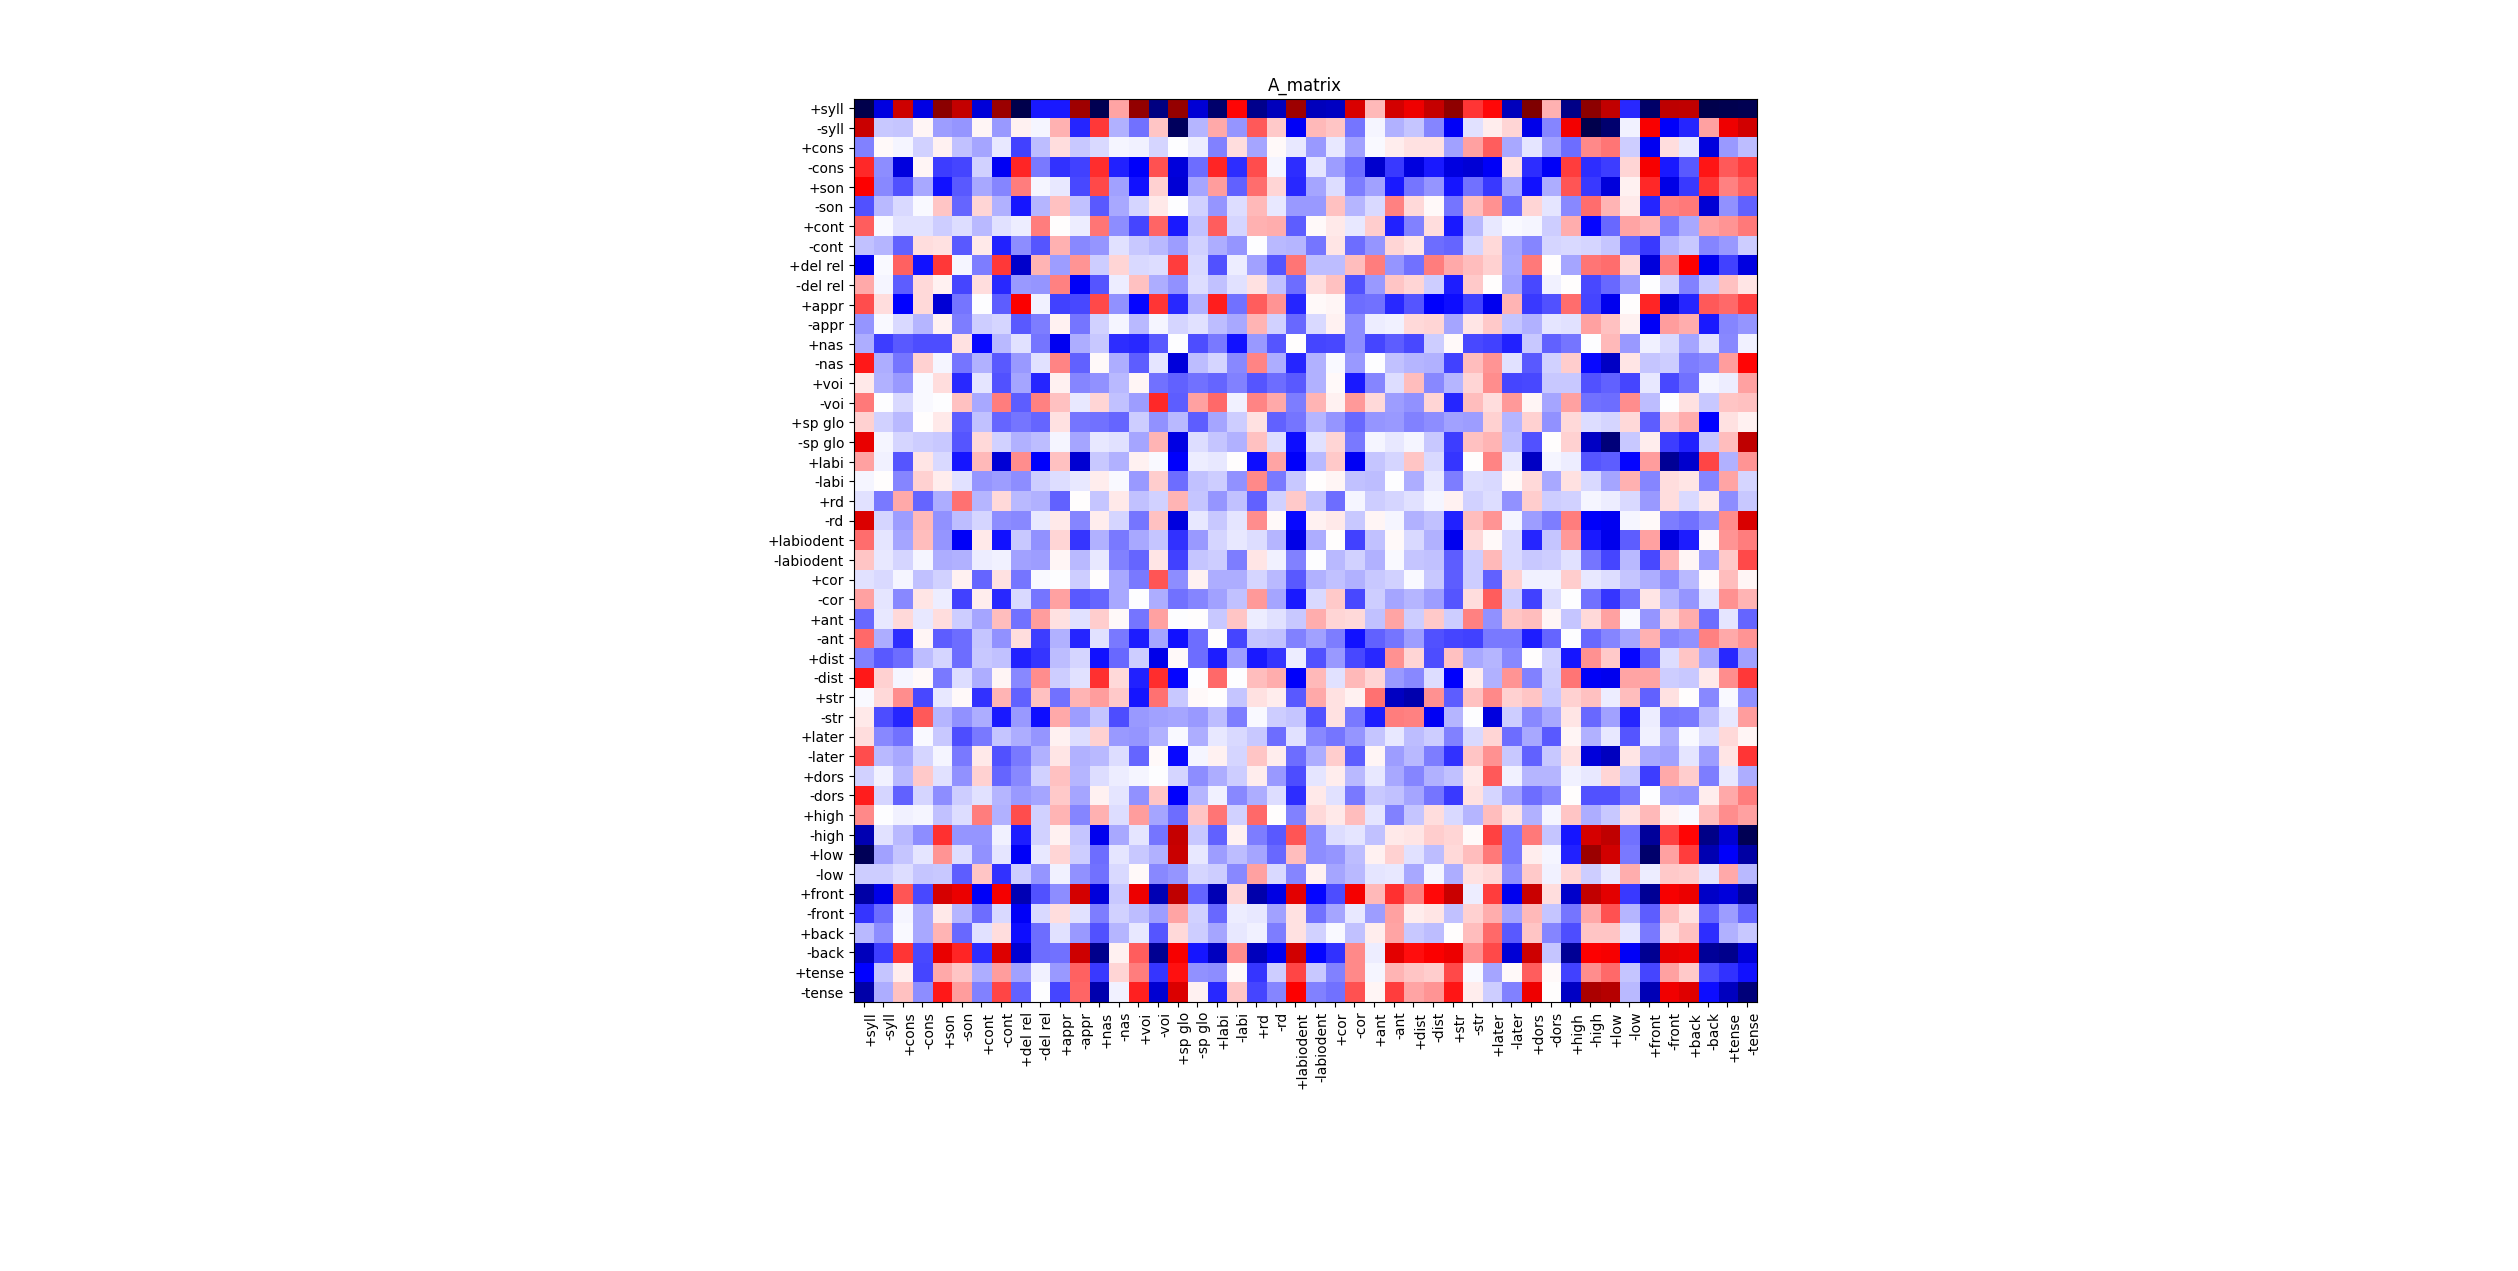 A_matrix
+syll
-syll
+cons
-cons
+son
-son
+cont
-cont
+del rel
-del rel
+appr
-appr
+nas
-nas
+voi
-voi
+sp glo
-sp glo
+labi
-labi
+rd
-rd
+labiodent
-labiodent
+cor
-cor
+ant
-ant
+dist
-dist
+str
-str
+later
-later
+dors
-dors
+high
-high
+low
-low
+front
-front
+back
-back
+tense
-tense
+syll
-syll
+cons
-cons
+son
-son
+cont
-cont
+del rel
-del rel
+appr
-appr
+nas
-nas
+voi
-voi
+sp glo
-sp glo
+labi
-labi
+rd
-rd
+labiodent
-labiodent
+cor
-cor
+ant
-ant
+dist
-dist
+str
-str
+later
-later
+dors
-dors
+high
-high
+low
-low
+front
-front
+back
-back
+tense
-tense